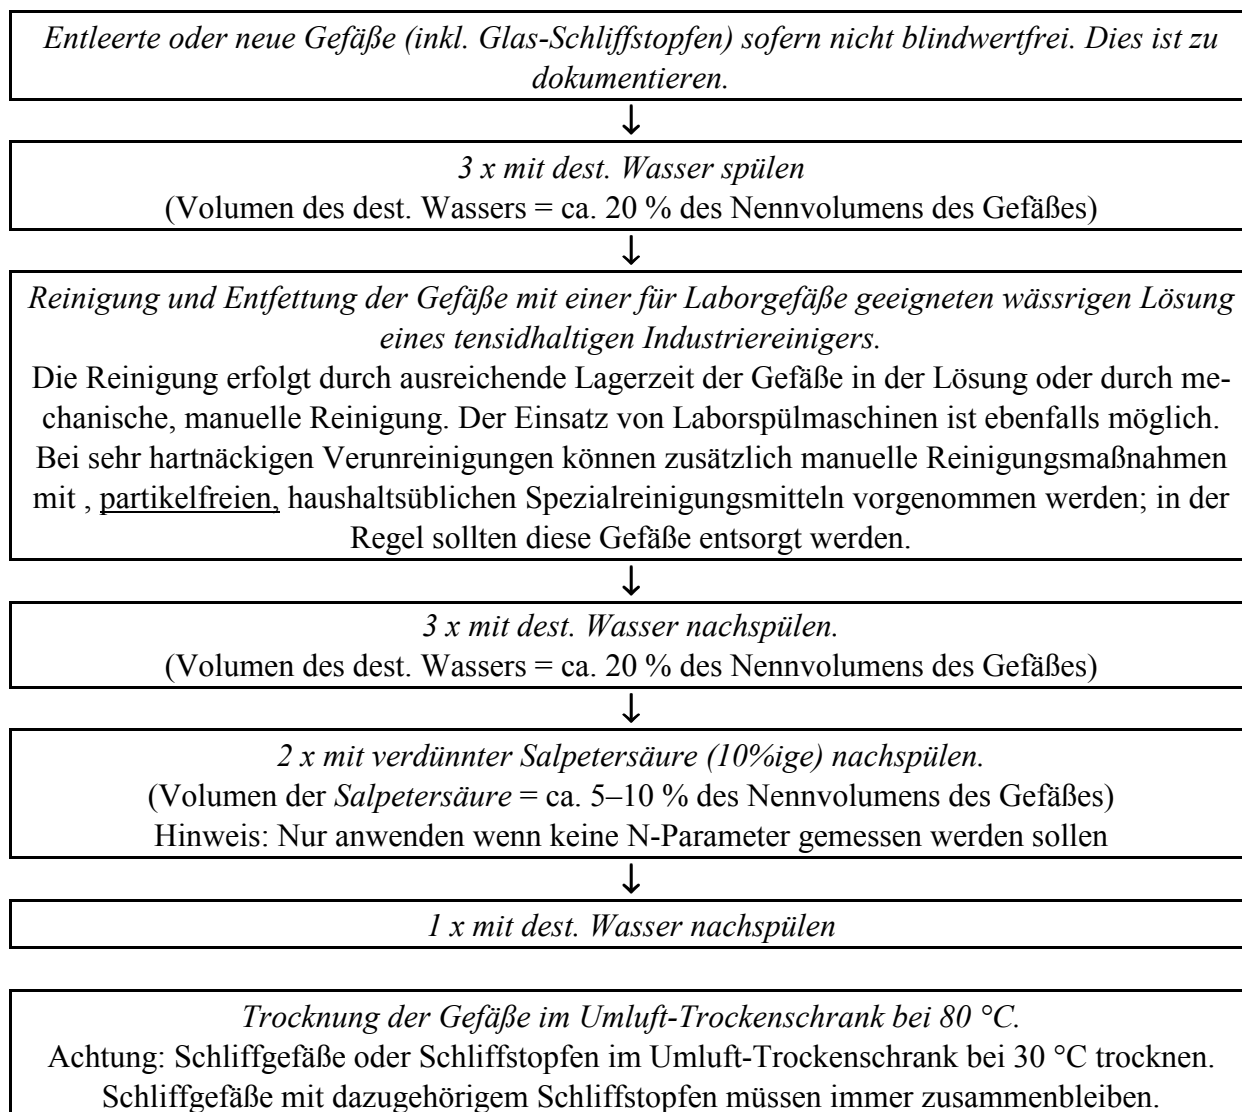 Entleerte oder neue Gefäße (inkl. Glas-Schliffstopfen) sofern nicht blindwertfrei. Dies ist zu
dokumentieren.
↓
3 x mit dest. Wasser spülen
(Volumen des dest. Wassers = ca. 20 % des Nennvolumens des Gefäßes)
↓
Reinigung und Entfettung der Gefäße mit einer für Laborgefäße geeigneten wässrigen Lösung
eines tensidhaltigen Industriereinigers.
Die Reinigung erfolgt durch ausreichende Lagerzeit der Gefäße in der Lösung oder durch me-
chanische, manuelle Reinigung. Der Einsatz von Laborspülmaschinen ist ebenfalls möglich.
Bei sehr hartnäckigen Verunreinigungen können zusätzlich manuelle Reinigungsmaßnahmen
mit , partikelfreien, haushaltsüblichen Spezialreinigungsmitteln vorgenommen werden; in der
Regel sollten diese Gefäße entsorgt werden.
↓
3 x mit dest. Wasser nachspülen.
(Volumen des dest. Wassers = ca. 20 % des Nennvolumens des Gefäßes)
↓
2 x mit verdünnter Salpetersäure (10%ige) nachspülen.
(Volumen der Salpetersäure = ca. 5–10 % des Nennvolumens des Gefäßes)
Hinweis: Nur anwenden wenn keine N-Parameter gemessen werden sollen
↓
1 x mit dest. Wasser nachspülen
Trocknung der Gefäße im Umluft-Trockenschrank bei 80 °C.
Achtung: Schliffgefäße oder Schliffstopfen im Umluft-Trockenschrank bei 30 °C trocknen.
Schliffgefäße mit dazugehörigem Schliffstopfen müssen immer zusammenbleiben.